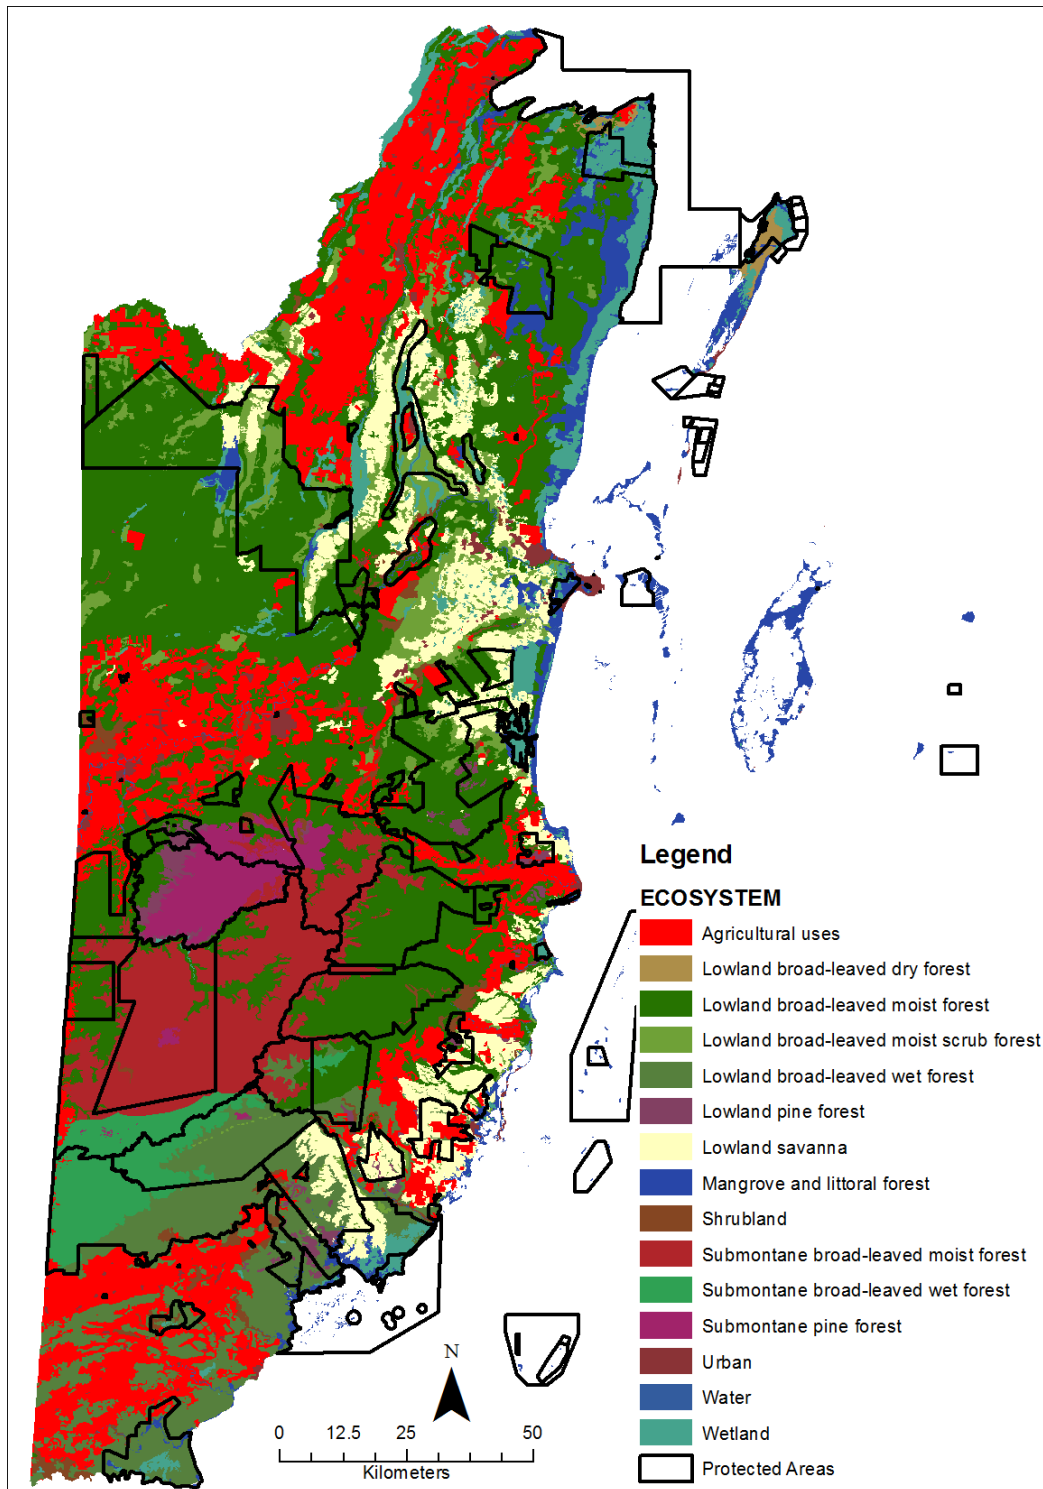 Legend
ECOSYSTEM
Agricultural uses
Lowland broad-leaved dry forest
Lowland broad-leaved moist forest
Lowland broad-leaved moist scrub forest
Lowland broad-leaved wet forest
Lowland pine forest
Lowland savanna
Mangrove and littoral forest
Shrubland
Submontane broad-leaved moist forest
Submontane broad-leaved wet forest
Submontane pine forest
Urban
Water
Wetland
Protected Areas
N
0 12.5 25 50
Kilometers